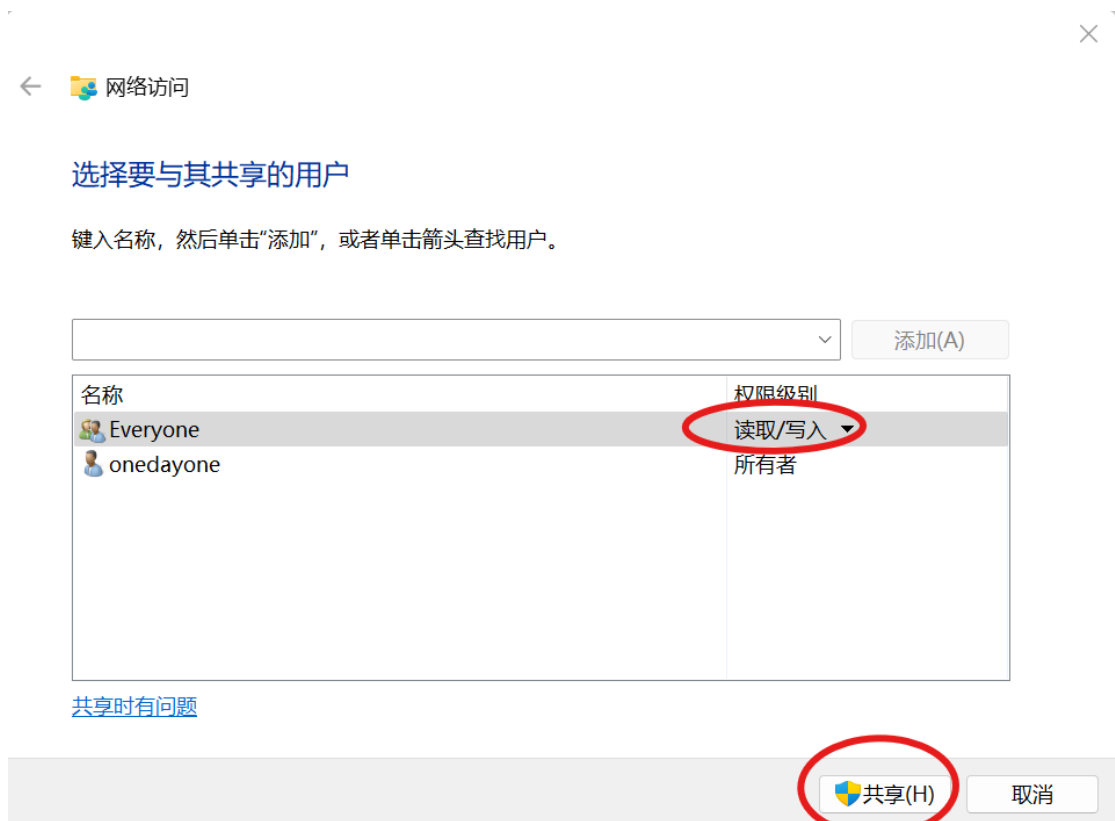 网络访问
选择要与其共享的用户
键入名称，然后单击“添加”，或者单击箭头查找用户。
添加(A)
名称 权限级别
Everyone 读取/写入
onedayone 所有者
共享时有问题
共享(H) 取消